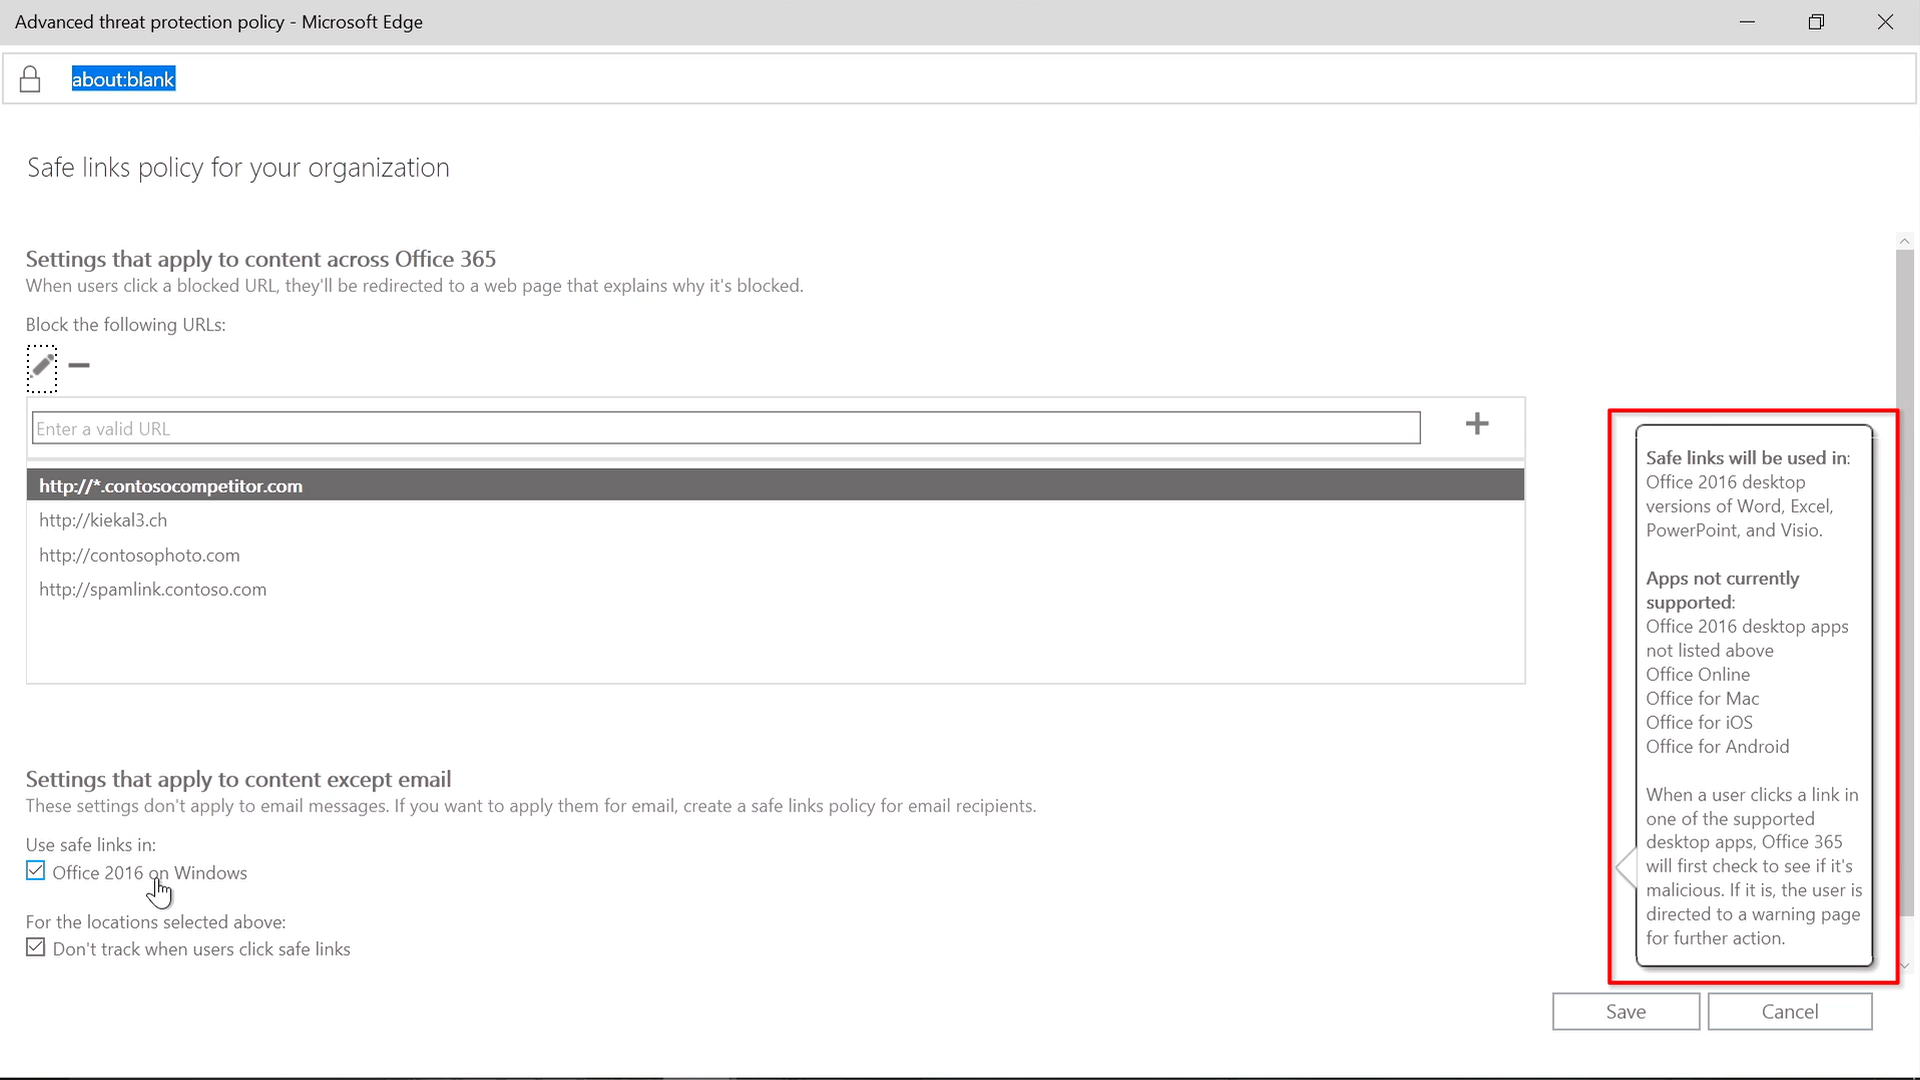 Advanced threat protection policy - Microsoft Edge
about:blank
Safe links policy for your organization
Settings that apply to content across Office 365
When users click a blocked URL, they'll be redirected to a web page that explains why it's blocked.
Block the following URLs:
Enter a valid URL
http://*.contosocompetitor.com
http://kiekal3.ch
http://contosophoto.com
http://spamlink.contoso.com
Settings that apply to content except email
These settings don't apply to email messages. If you want to apply them for email, create a safe links policy for email recipients.
Use safe links in:
Office 2016 on Windows
For the locations selected above:
Don't track when users click safe links
Safe links will be used in:
Office 2016 desktop
versions of Word, Excel,
PowerPoint, and Visio.
Apps not currently
supported:
Office 2016 desktop apps
not listed above
Office Online
Office for Mac
Office for iOS
Office for Android
When a user clicks a link in
one of the supported
desktop apps, Office 365
will first check to see if it's
malicious. If it is, the user is
directed to a warning page
for further action.
Save
Cancel